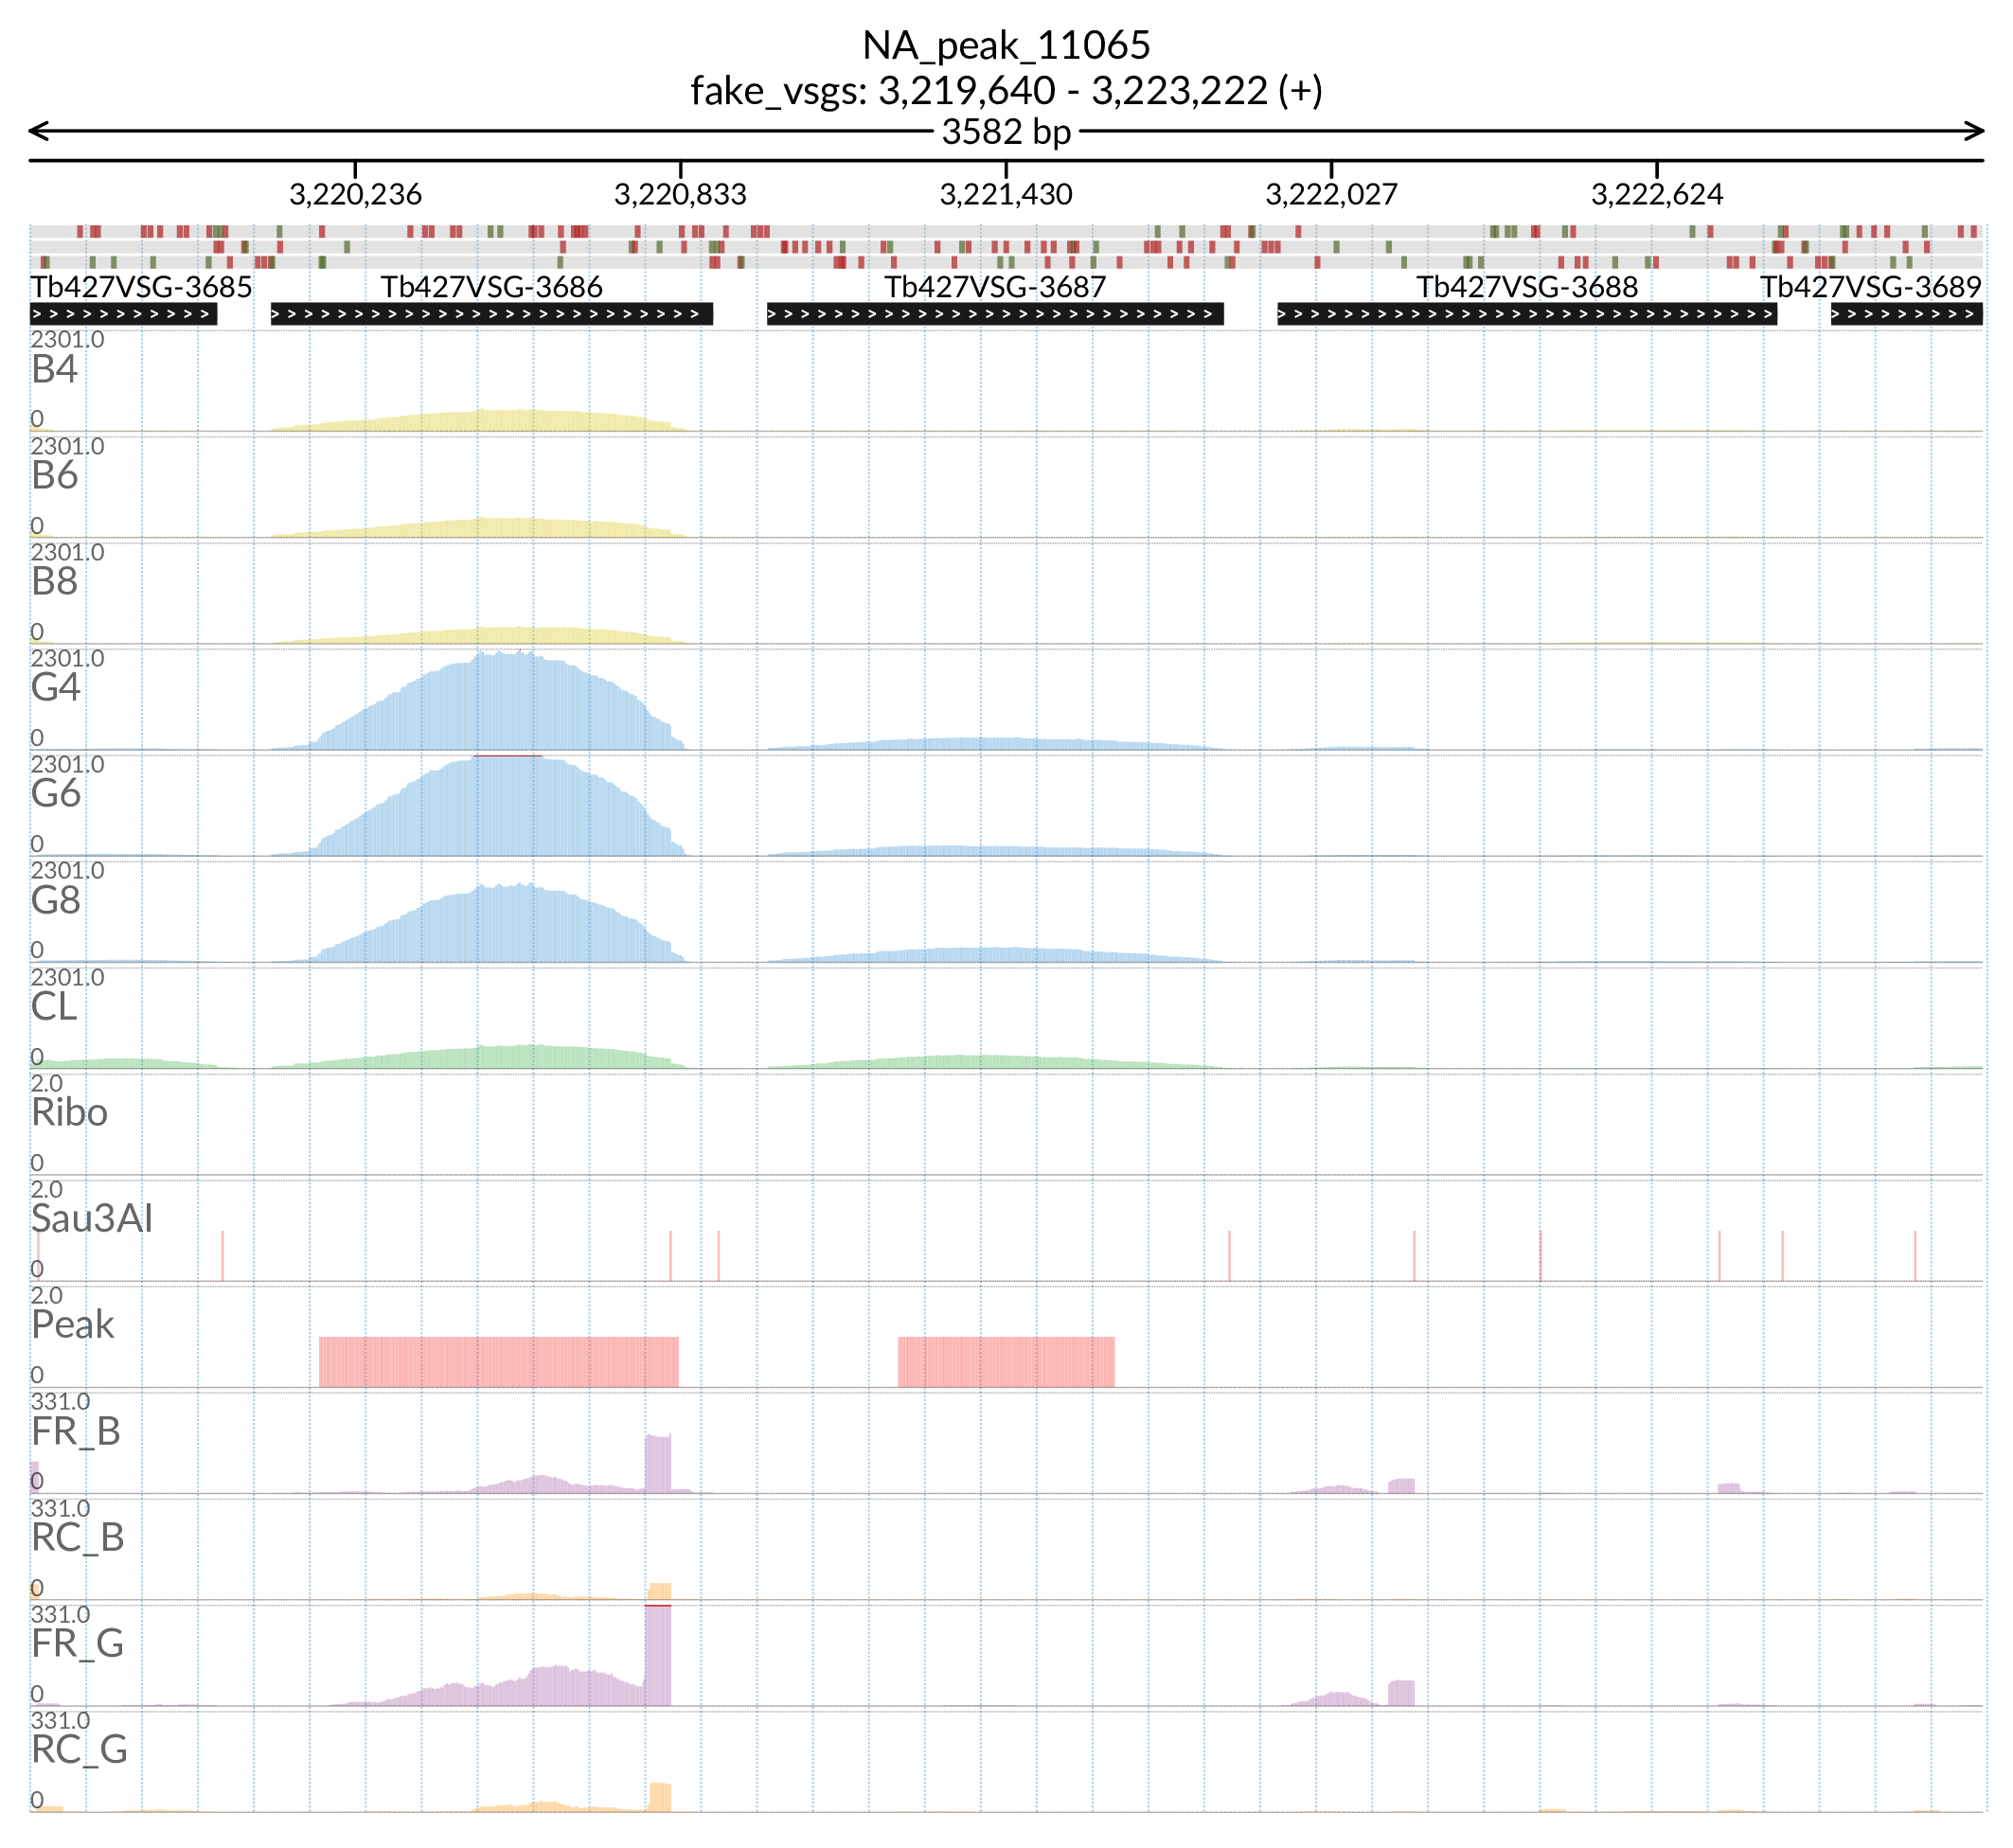 NA_peak_11065
fake_vsgs: 3,219,640 - 3,223,222 (+)
3582 bp
3,220,236 3,220,833 3,221,430 3,222,027 3,222,624
Tb427VSG-3685 Tb427VSG-3686 Tb427VSG-3687 Tb427VSG-3688 Tb427VSG-3689
2301.0
B4
0
2301.0
B6
0
2301.0
B8
0
2301.0
G4
0
2301.0
G6
0
2301.0
G8
0
2301.0
CL
0
2.0
Ribo
0
2.0
Sau3AI
0
2.0
Peak
0
331.0
FR_B
0
331.0
RC_B
0
331.0
FR_G
0
331.0
RC_G
0